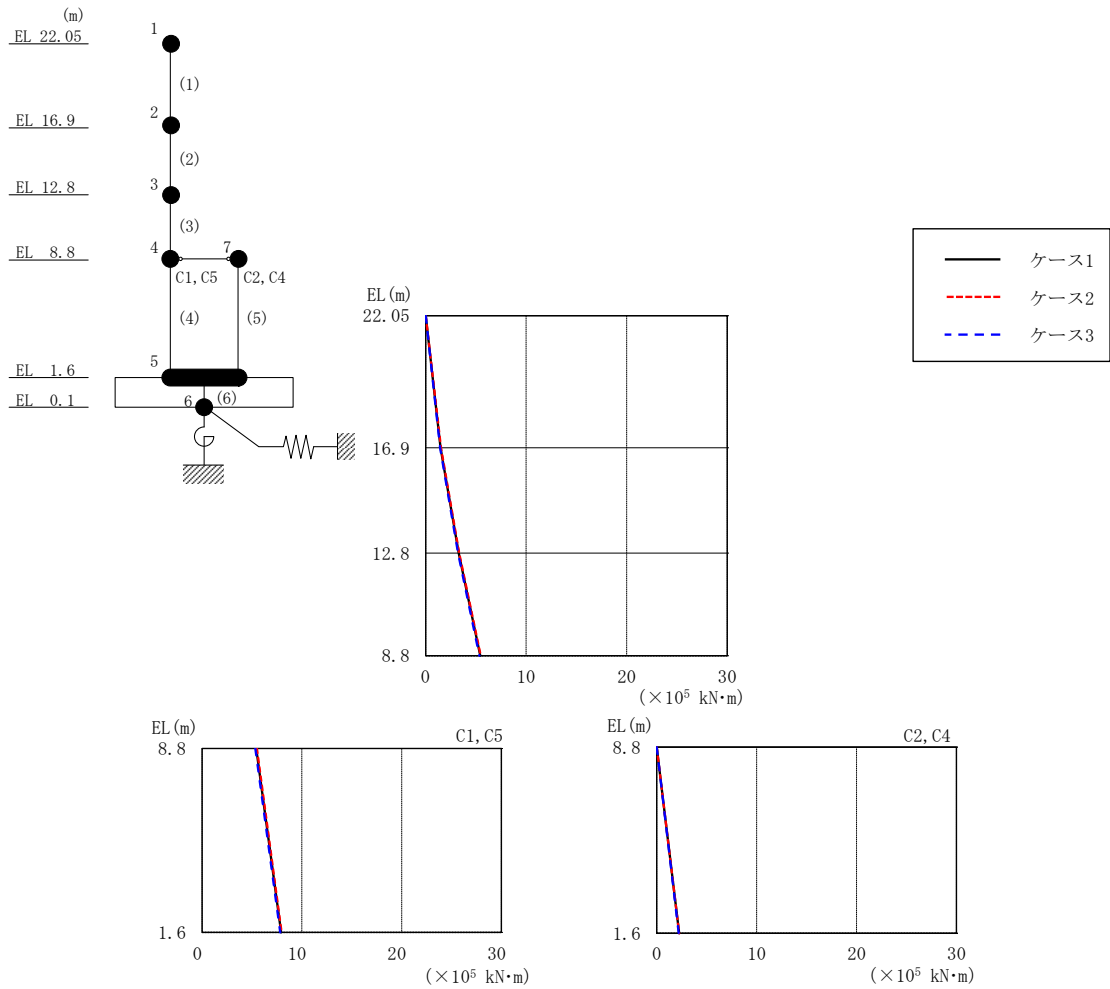 (m)
EL 22.05
EL 16.9
EL 12.8
EL 8.8
EL 1.6
EL 0.1
1
(1)
2
(2)
3
(3)
4
7
C1,C5
C2,C4
(4)
(5)
5
6
(6)
ケース1
ケース2
ケース3
EL(m)
22.05
16.9
12.8
8.8
0
10
20
30
(×10⁵ kN･m)
EL(m)
C1,C5
8.8
1.6
0
10
20
30
(×10⁵ kN･m)
EL(m)
C2,C4
8.8
1.6
0
10
20
30
(×10⁵ kN･m)